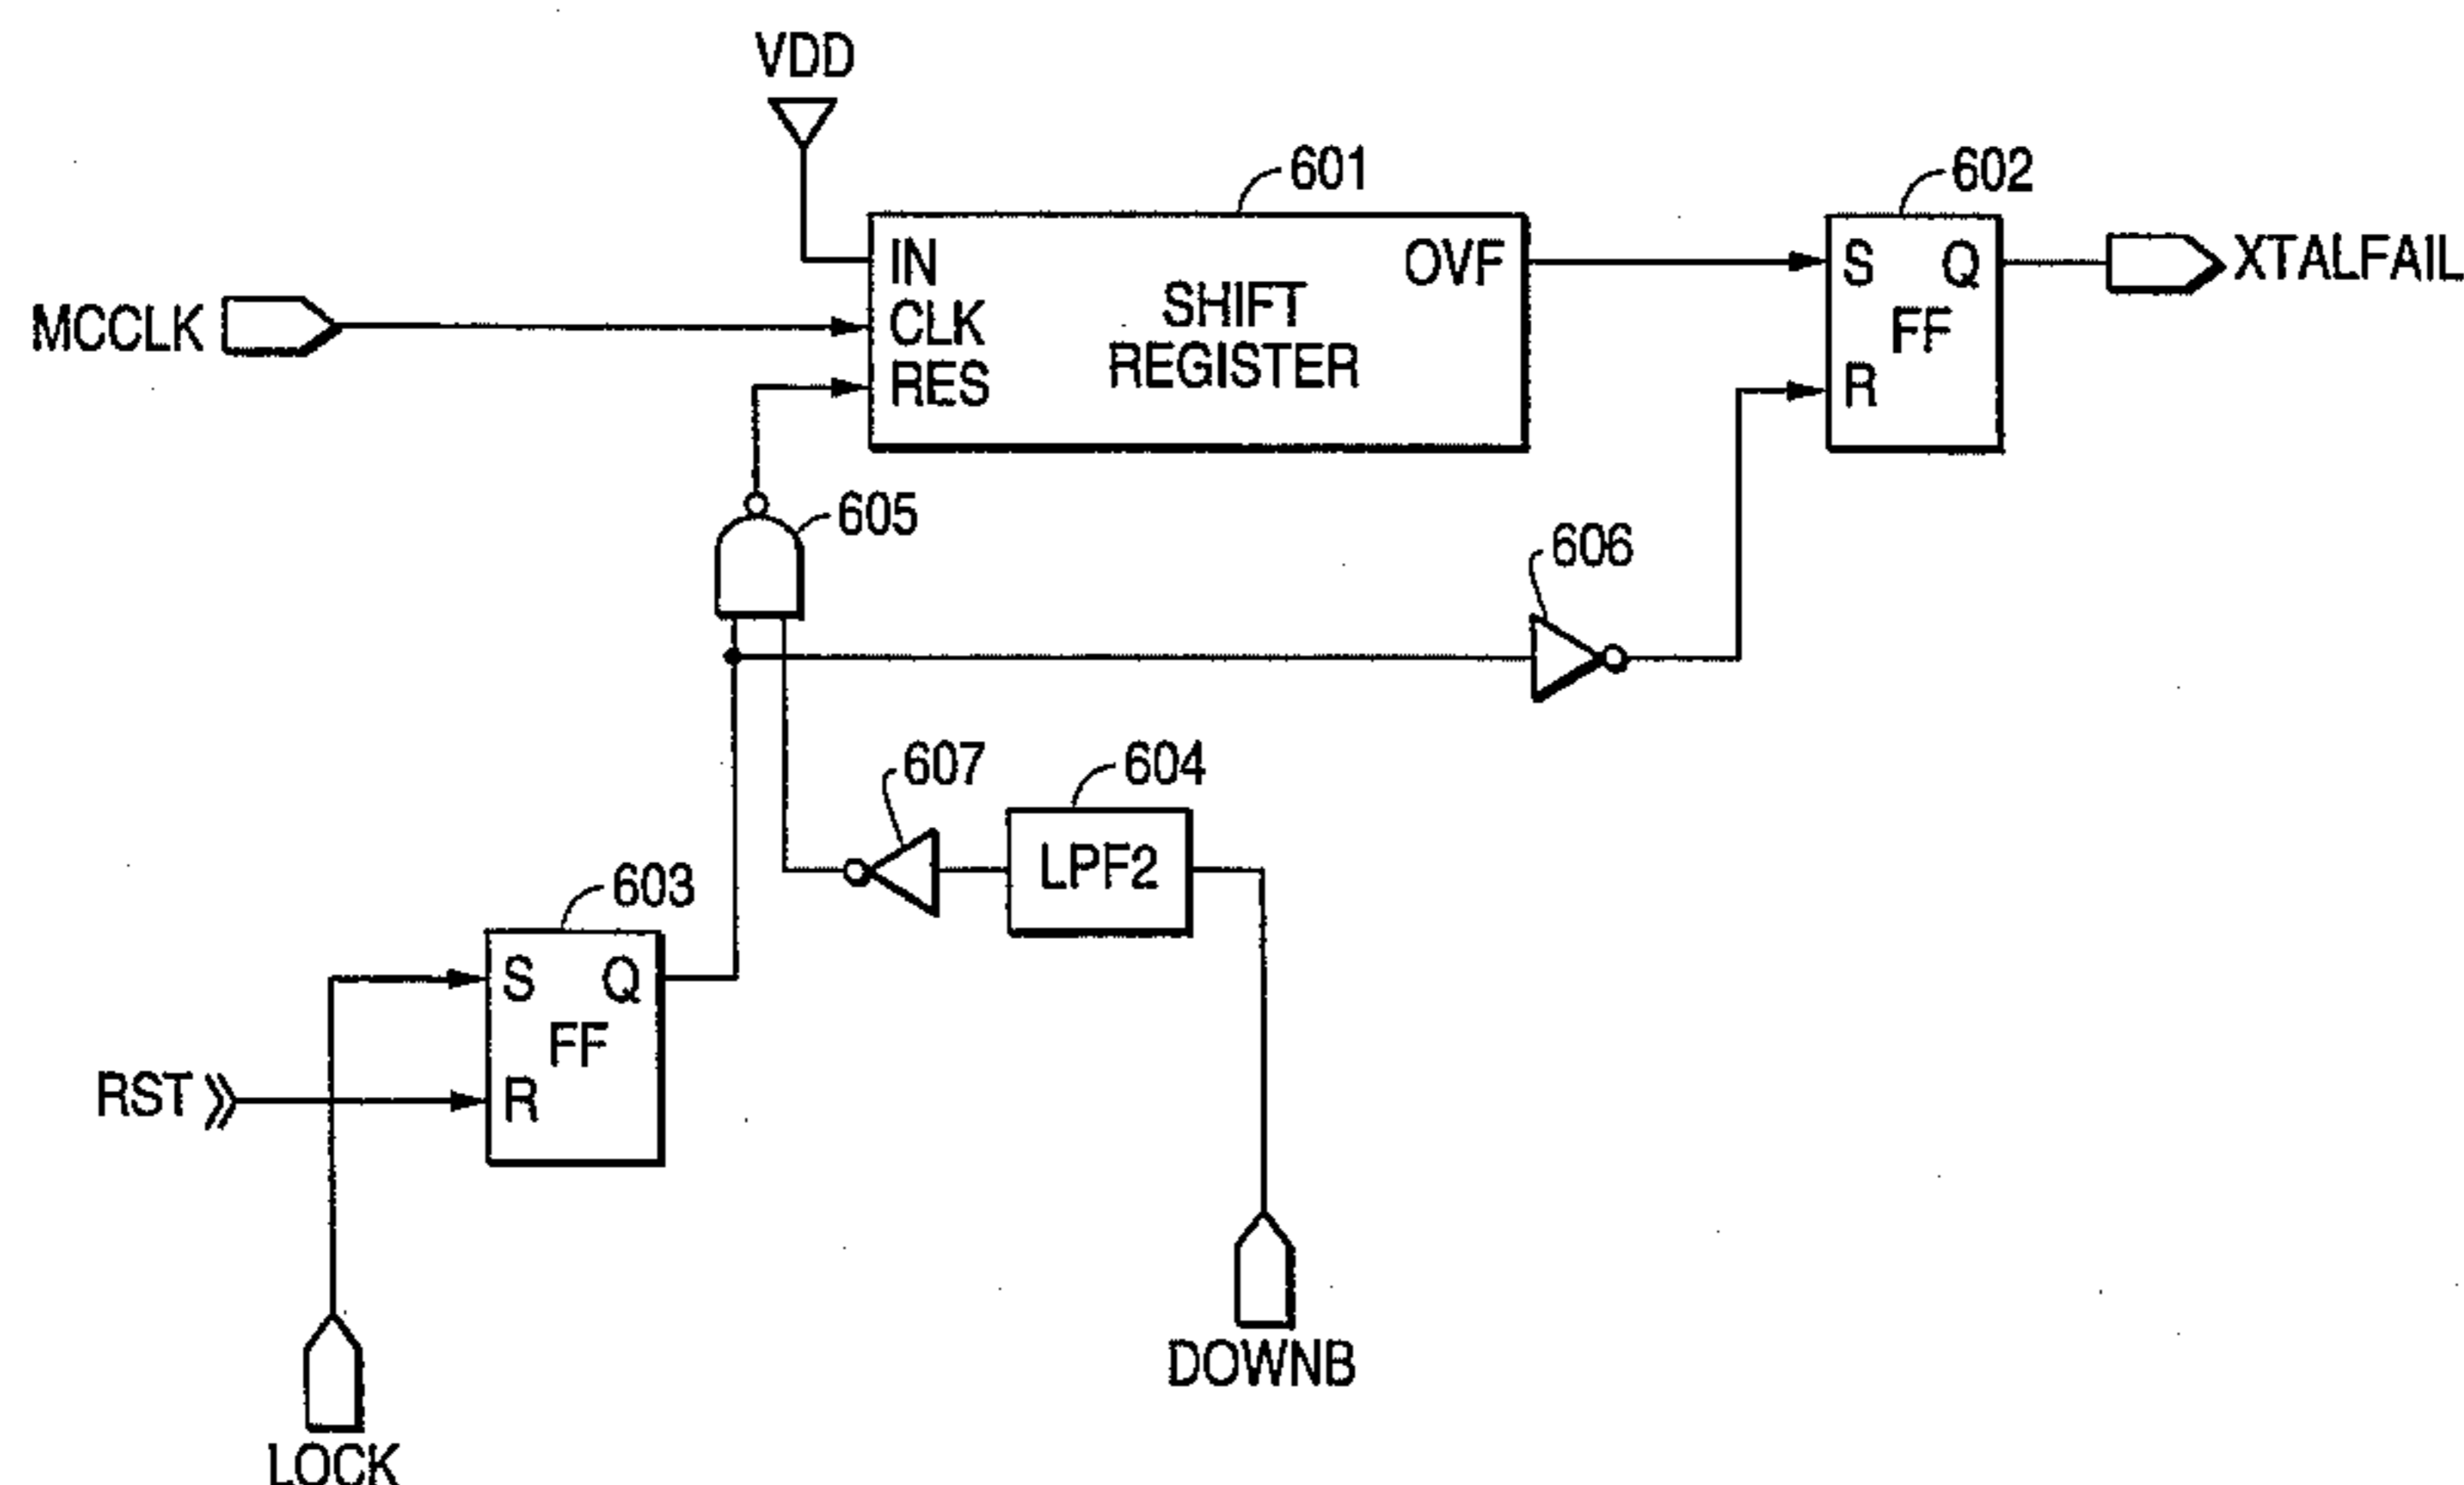 VDD
601
602
IN
OVF
S
Q
XTALFAIL
MCCLK
CLK
SHIFT
REGISTER
FF
RES
R
605
606
607
604
LPF2
603
S
Q
FF
RST
R
DOWNB
LOCK